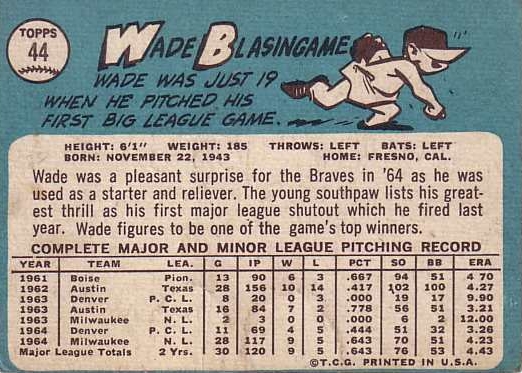 TOPPS
44
WADE BLASINGAME
WADE WAS JUST 19
WHEN HE PITCHED HIS
FIRST BIG LEAGUE GAME.
HEIGHT: 6'1" WEIGHT: 185 THROWS: LEFT BATS: LEFT
BORN: NOVEMBER 22, 1943 HOME: FRESNO, CAL.
Wade was a pleasant surprise for the Braves in '64 as he was
used as a starter and reliever. The young southpaw lists his great-
est thrill as his first major league shutout which he fired last
year. Wade figures to be one of the game's top winners.
COMPLETE MAJOR AND MINOR LEAGUE PITCHING RECORD
YEAR TEAM LEA. G IP W L PCT SO BB ERA
1961 Boise Pion. 13 90 6 3 .667 94 51 4.70
1962 Austin Texas 28 156 10 14 .417 102 100 4.27
1963 Denver P. C. L. 8 20 0 3 .000 19 17 9.90
1963 Austin Texas 16 84 7 2 .778 56 51 3.21
1963 Milwaukee N. L. 2 3 0 0 .000 6 2 12.00
1964 Denver P. C. L. 11 69 4 5 .444 51 32 3.26
1964 Milwaukee N. L. 28 117 9 5 .643 70 51 4.23
Major League Totals 2 Yrs. 30 120 9 5 .643 76 53 4.43
©T.C.G. PRINTED IN U.S.A.